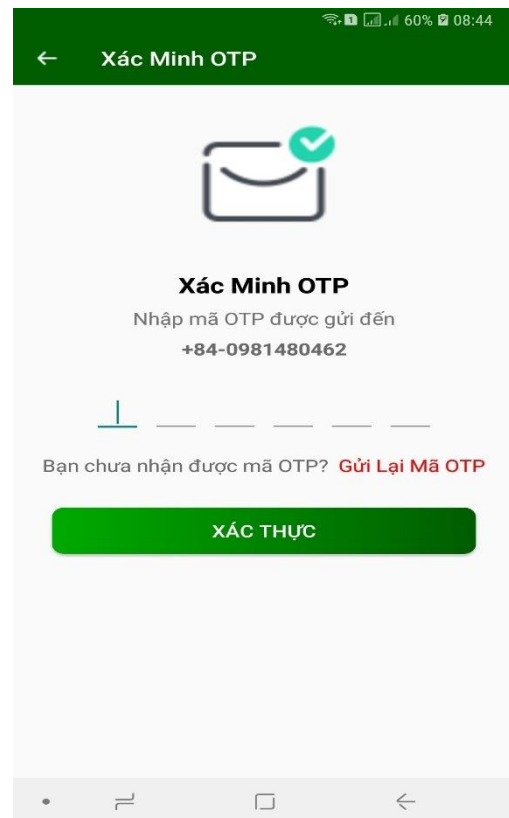 1 60% 08:44
Xác Minh OTP
Xác Minh OTP
Nhập mã OTP được gửi đến
+84-0981480462
Bạn chưa nhận được mã OTP? Gửi Lại Mã OTP
XÁC THỰC